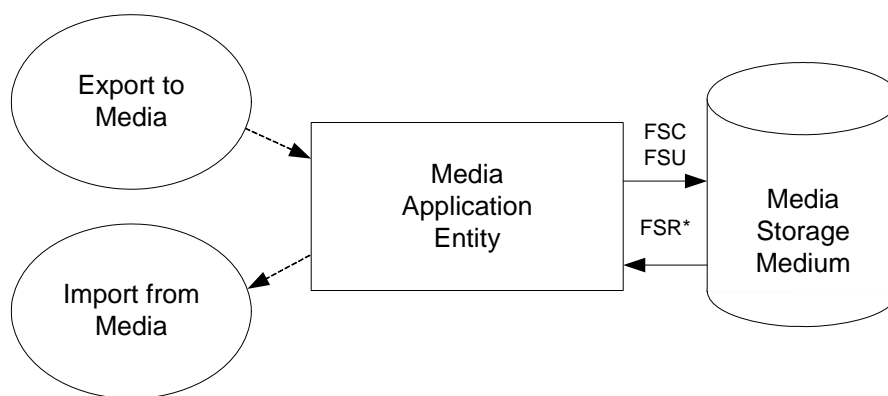 Export to
Media
Import from
Media
Media
Application
Entity
FSC
FSU
FSR*
Media
Storage
Medium